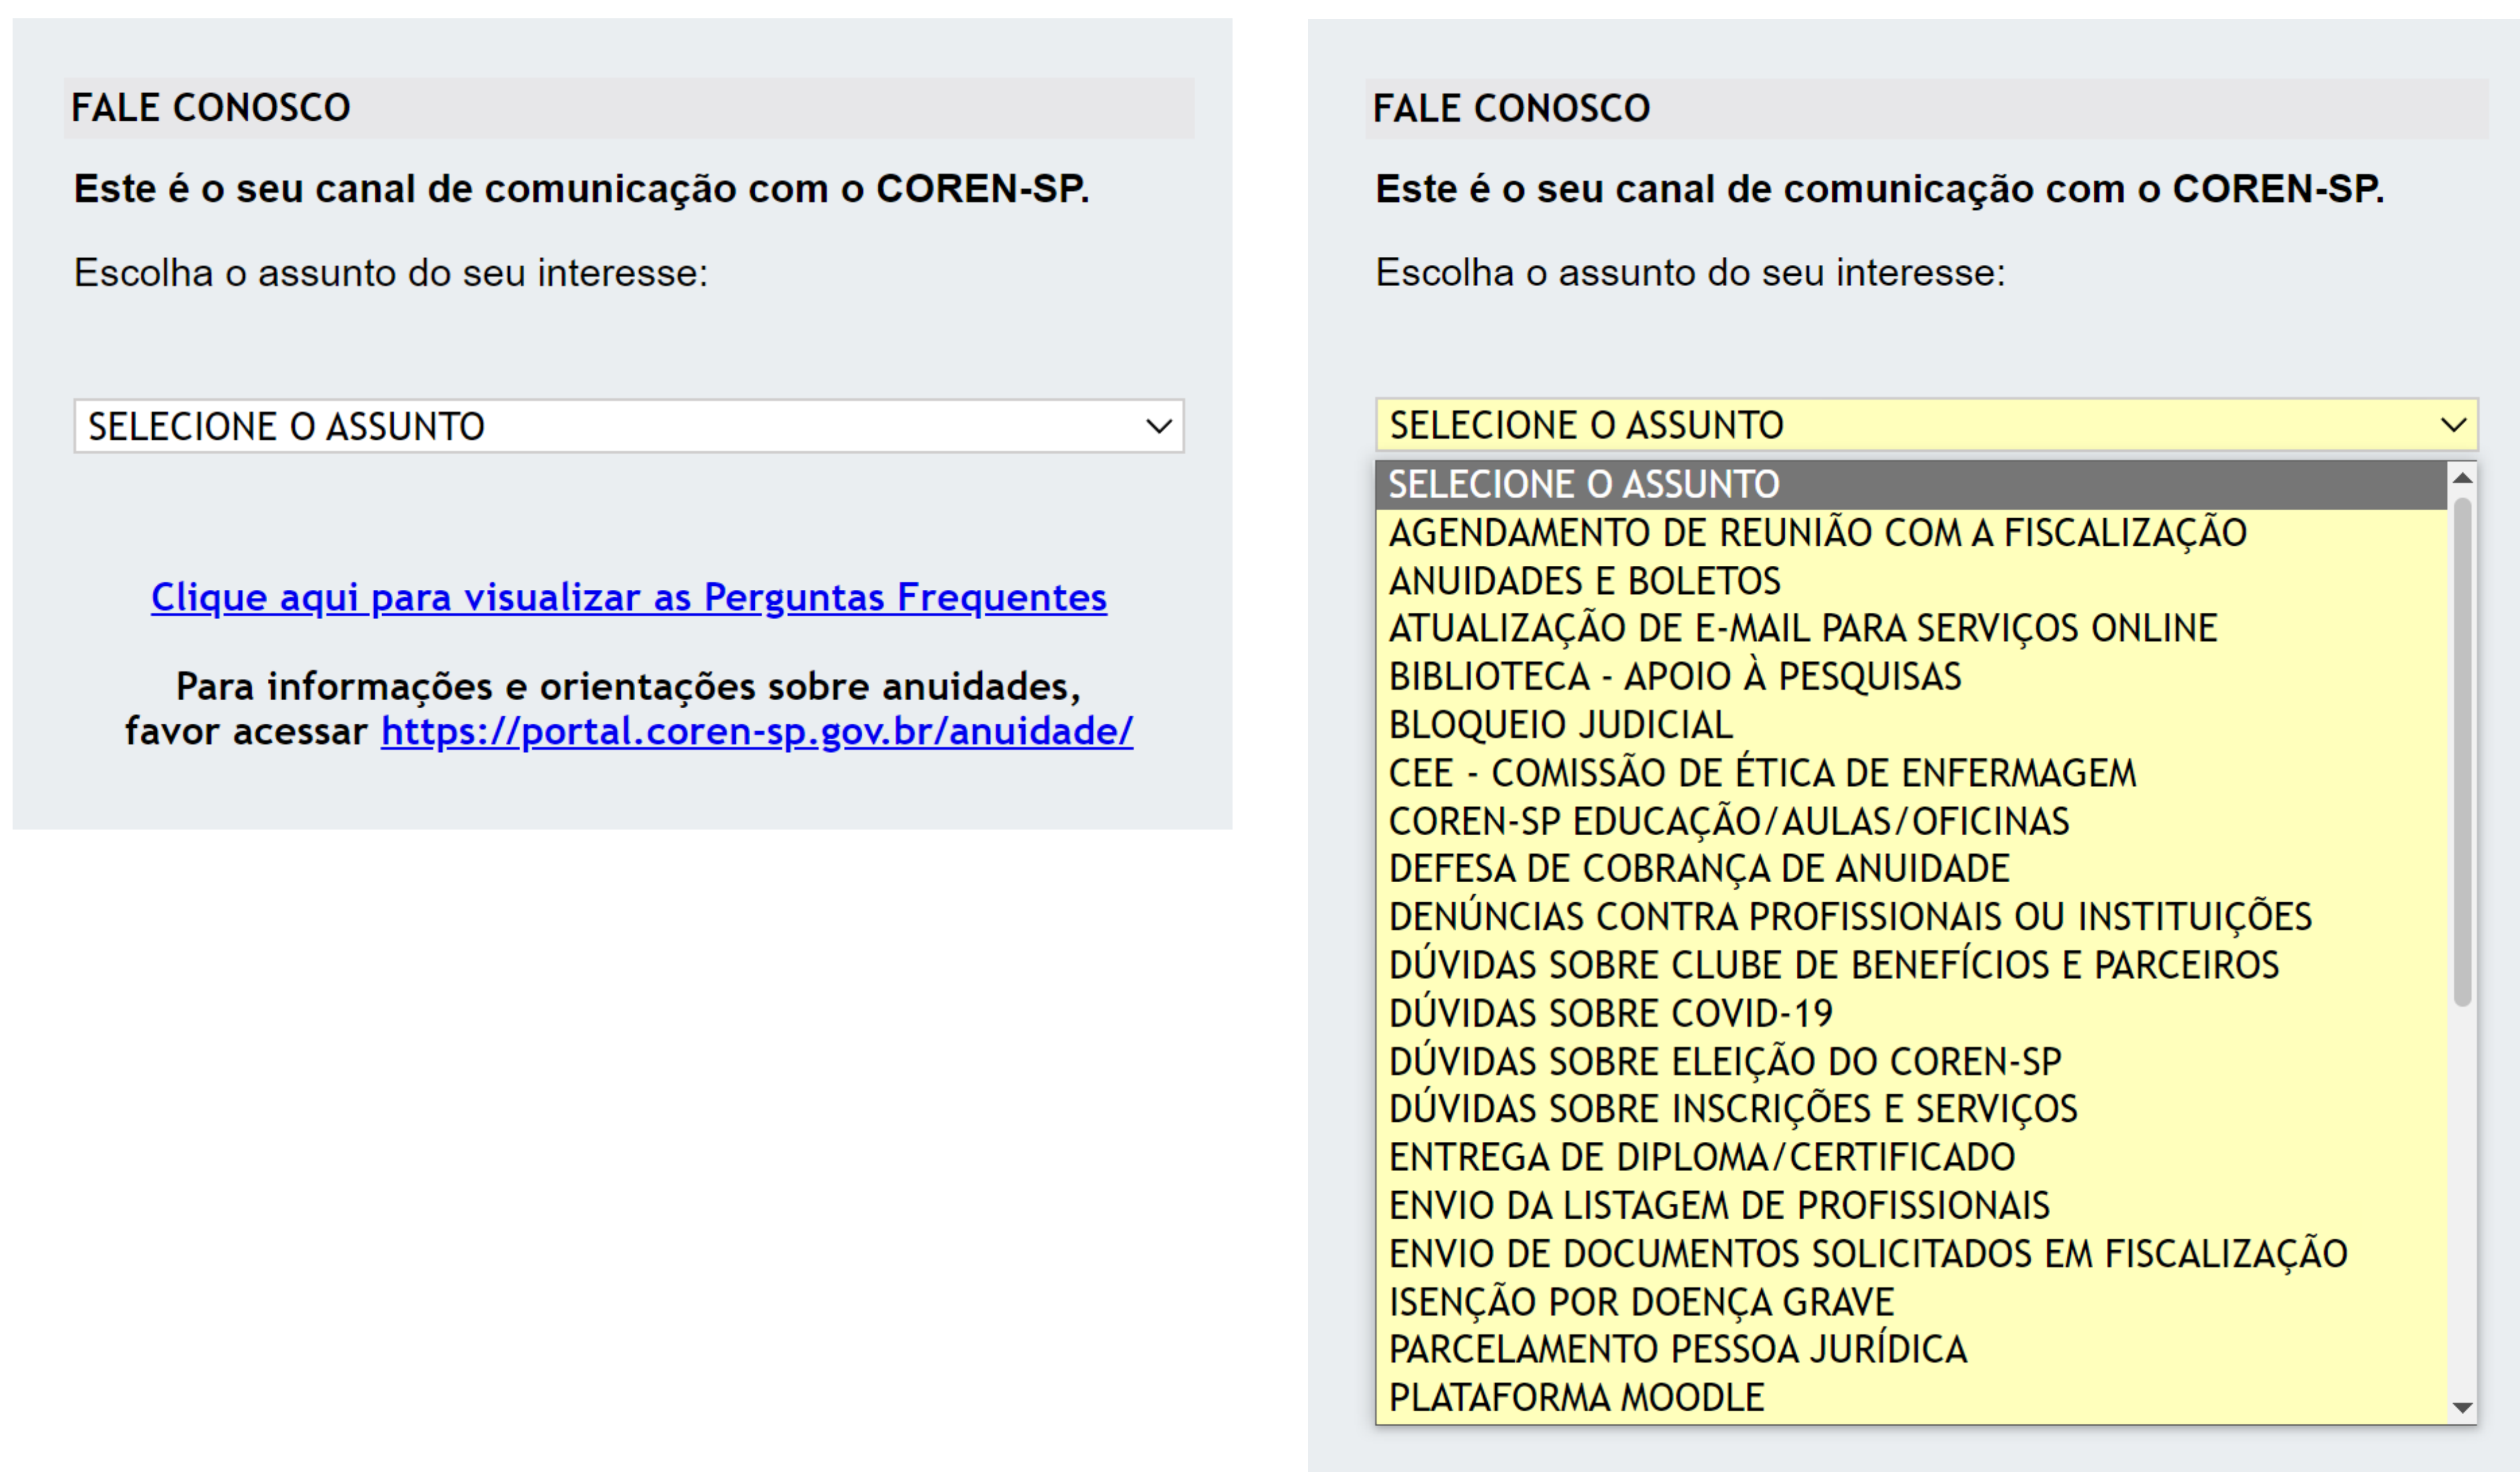 FALE CONOSCO
Este é o seu canal de comunicação com o COREN-SP.
Escolha o assunto do seu interesse:
SELECIONE O ASSUNTO
Clique aqui para visualizar as Perguntas Frequentes
Para informações e orientações sobre anuidades,
favor acessar https://portal.coren-sp.gov.br/anuidade/
FALE CONOSCO
Este é o seu canal de comunicação com o COREN-SP.
Escolha o assunto do seu interesse:
SELECIONE O ASSUNTO
SELECIONE O ASSUNTO
AGENDAMENTO DE REUNIÃO COM A FISCALIZAÇÃO
ANUIDADES E BOLETOS
ATUALIZAÇÃO DE E-MAIL PARA SERVIÇOS ONLINE
BIBLIOTECA - APOIO À PESQUISAS
BLOQUEIO JUDICIAL
CEE - COMISSÃO DE ÉTICA DE ENFERMAGEM
COREN-SP EDUCAÇÃO/AULAS/OFICINAS
DEFESA DE COBRANÇA DE ANUIDADE
DENÚNCIAS CONTRA PROFISSIONAIS OU INSTITUIÇÕES
DÚVIDAS SOBRE CLUBE DE BENEFÍCIOS E PARCEIROS
DÚVIDAS SOBRE COVID-19
DÚVIDAS SOBRE ELEIÇÃO DO COREN-SP
DÚVIDAS SOBRE INSCRIÇÕES E SERVIÇOS
ENTREGA DE DIPLOMA/CERTIFICADO
ENVIO DA LISTAGEM DE PROFISSIONAIS
ENVIO DE DOCUMENTOS SOLICITADOS EM FISCALIZAÇÃO
ISENÇÃO POR DOENÇA GRAVE
PARCELAMENTO PESSOA JURÍDICA
PLATAFORMA MOODLE